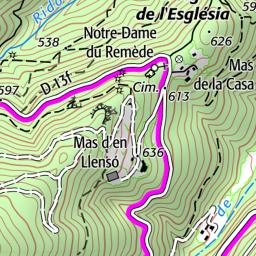 de l'Església
Notre-Dame
du Remède
538
626
597
D 13f
Mas
de la Casa
Cim.
613
Mas d'en
Llensó
636
de